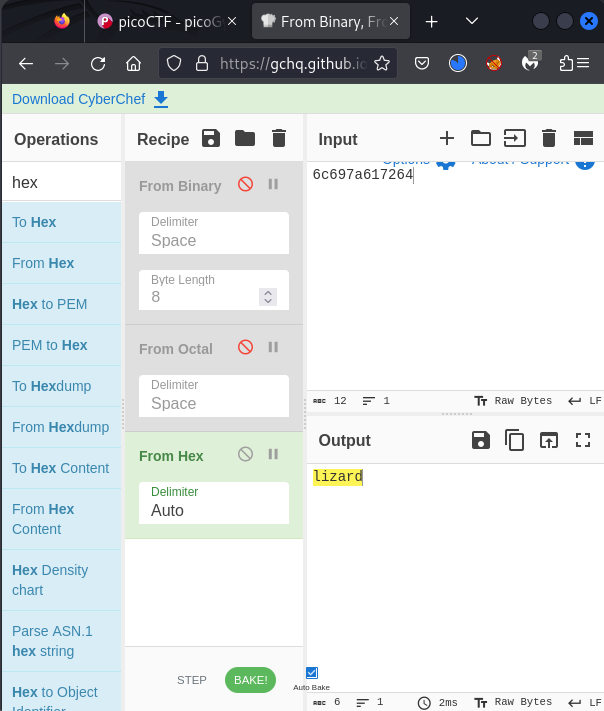 picoCTF - picoG
From Binary, Fro
2
https://gchq.github.io
Download CyberChef
Operations
Recipe
Input
hex
To Hex
From Hex
Hex to PEM
PEM to Hex
To Hexdump
From Hexdump
To Hex Content
From Hex
Content
Hex Density
chart
Parse ASN.1
hex string
Hex to Object
Identifier
From Binary
Delimiter
Space
Byte Length
8
From Octal
Delimiter
Space
From Hex
Delimiter
Auto
STEP
BAKE!
Auto Bake
Options
About / Support
6c697a617264
ABC 12
1
Raw Bytes
LF
Output
lizard
ABC 6
1
2ms
Raw Bytes
LF